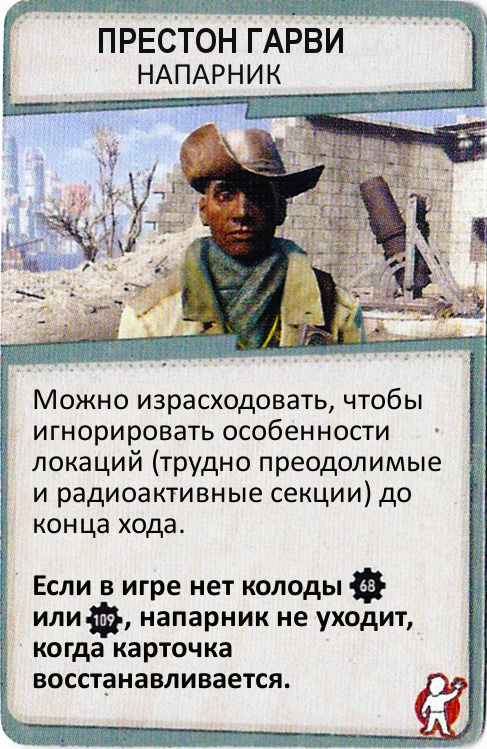 ПРЕСТОН ГАРВИ
НАПАРНИК
Можно израсходовать, чтобы
игнорировать особенности
локаций (трудно преодолимые
и радиоактивные секции) до
конца хода.
Если в игре нет колоды 68
или 109, напарник не уходит,
когда карточка
восстанавливается.